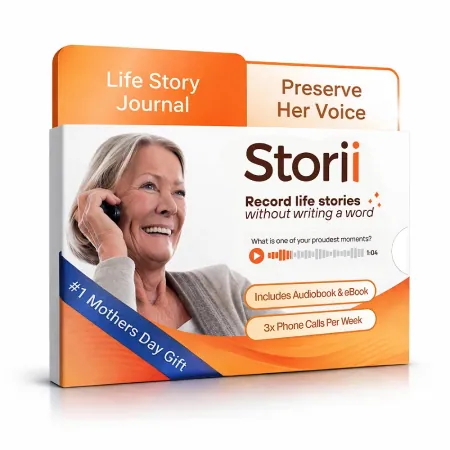 Life Story
Journal
Preserve
Her Voice
Storii
Record life stories
without writing a word
What is one of your proudest moments?
1:04
Includes Audiobook & eBook
3x Phone Calls Per Week
#1 Mothers Day Gift